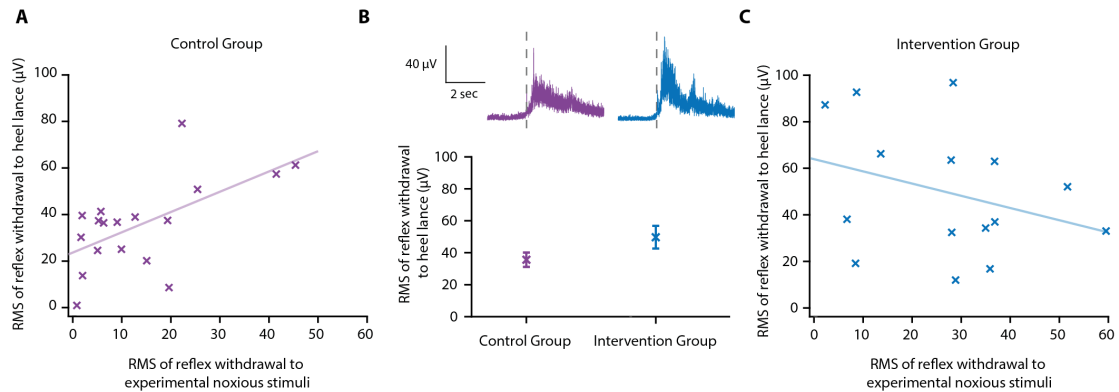 A
Control Group
RMS of reflex withdrawal to heel lance (µV)
100
80
60
40
20
0
0 10 20 30 40 50 60
RMS of reflex withdrawal to
experimental noxious stimuli
B
40 µV
2 sec
RMS of reflex withdrawal
to heel lance (µV)
100
80
60
40
20
0
Control Group Intervention Group
C
Intervention Group
RMS of reflex withdrawal to heel lance (µV)
100
80
60
40
20
0
0 10 20 30 40 50 60
RMS of reflex withdrawal to
experimental noxious stimuli